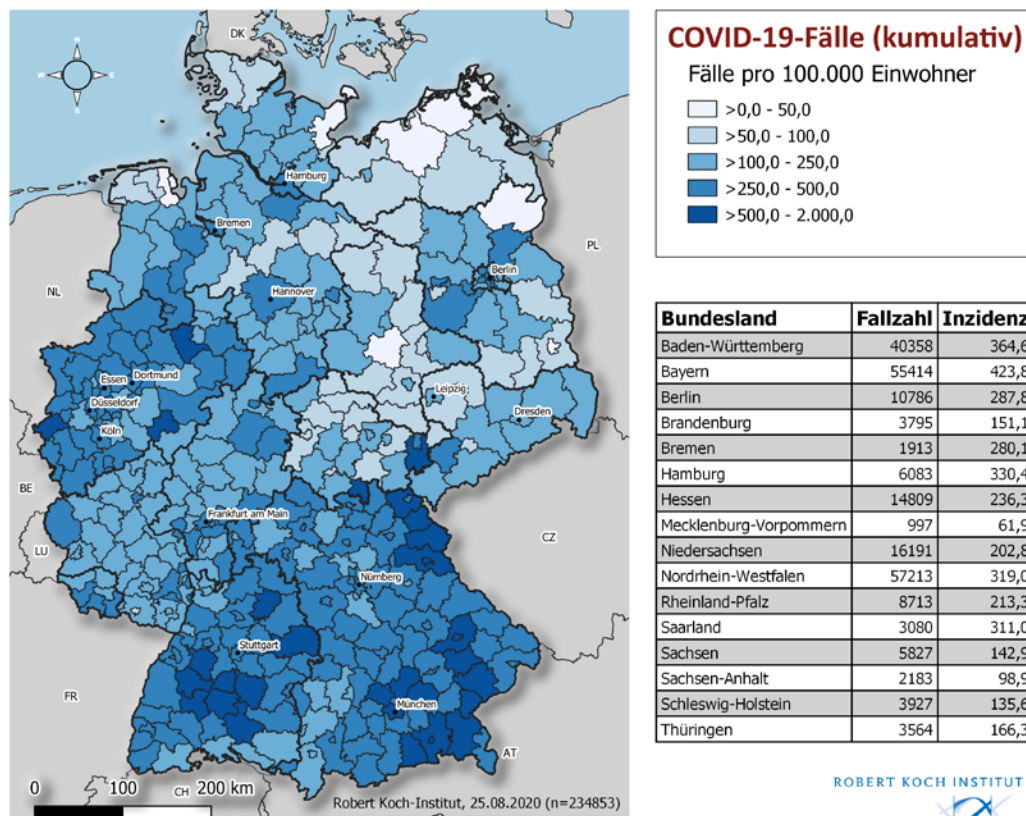 DK
N
W E
S
Hamburg
Bremen
PL
Berlin
NL
Hannover
Essen Dortmund
Düsseldorf
Leipzig
Dresden
Köln
BE
Frankfurt am Main
LU
CZ
Nürnberg
Stuttgart
FR
München
AT
0 100 200 km
CH
Robert Koch-Institut, 25.08.2020 (n=234853)
COVID-19-Fälle (kumulativ)
Fälle pro 100.000 Einwohner
>0,0 - 50,0
>50,0 - 100,0
>100,0 - 250,0
>250,0 - 500,0
>500,0 - 2.000,0
Bundesland Fallzahl Inzidenz
Baden-Württemberg 40358 364,6
Bayern 55414 423,8
Berlin 10786 287,8
Brandenburg 3795 151,1
Bremen 1913 280,1
Hamburg 6083 330,4
Hessen 14809 236,3
Mecklenburg-Vorpommern 997 61,9
Niedersachsen 16191 202,8
Nordrhein-Westfalen 57213 319,0
Rheinland-Pfalz 8713 213,3
Saarland 3080 311,0
Sachsen 5827 142,9
Sachsen-Anhalt 2183 98,9
Schleswig-Holstein 3927 135,6
Thüringen 3564 166,3
ROBERT KOCH INSTITUT